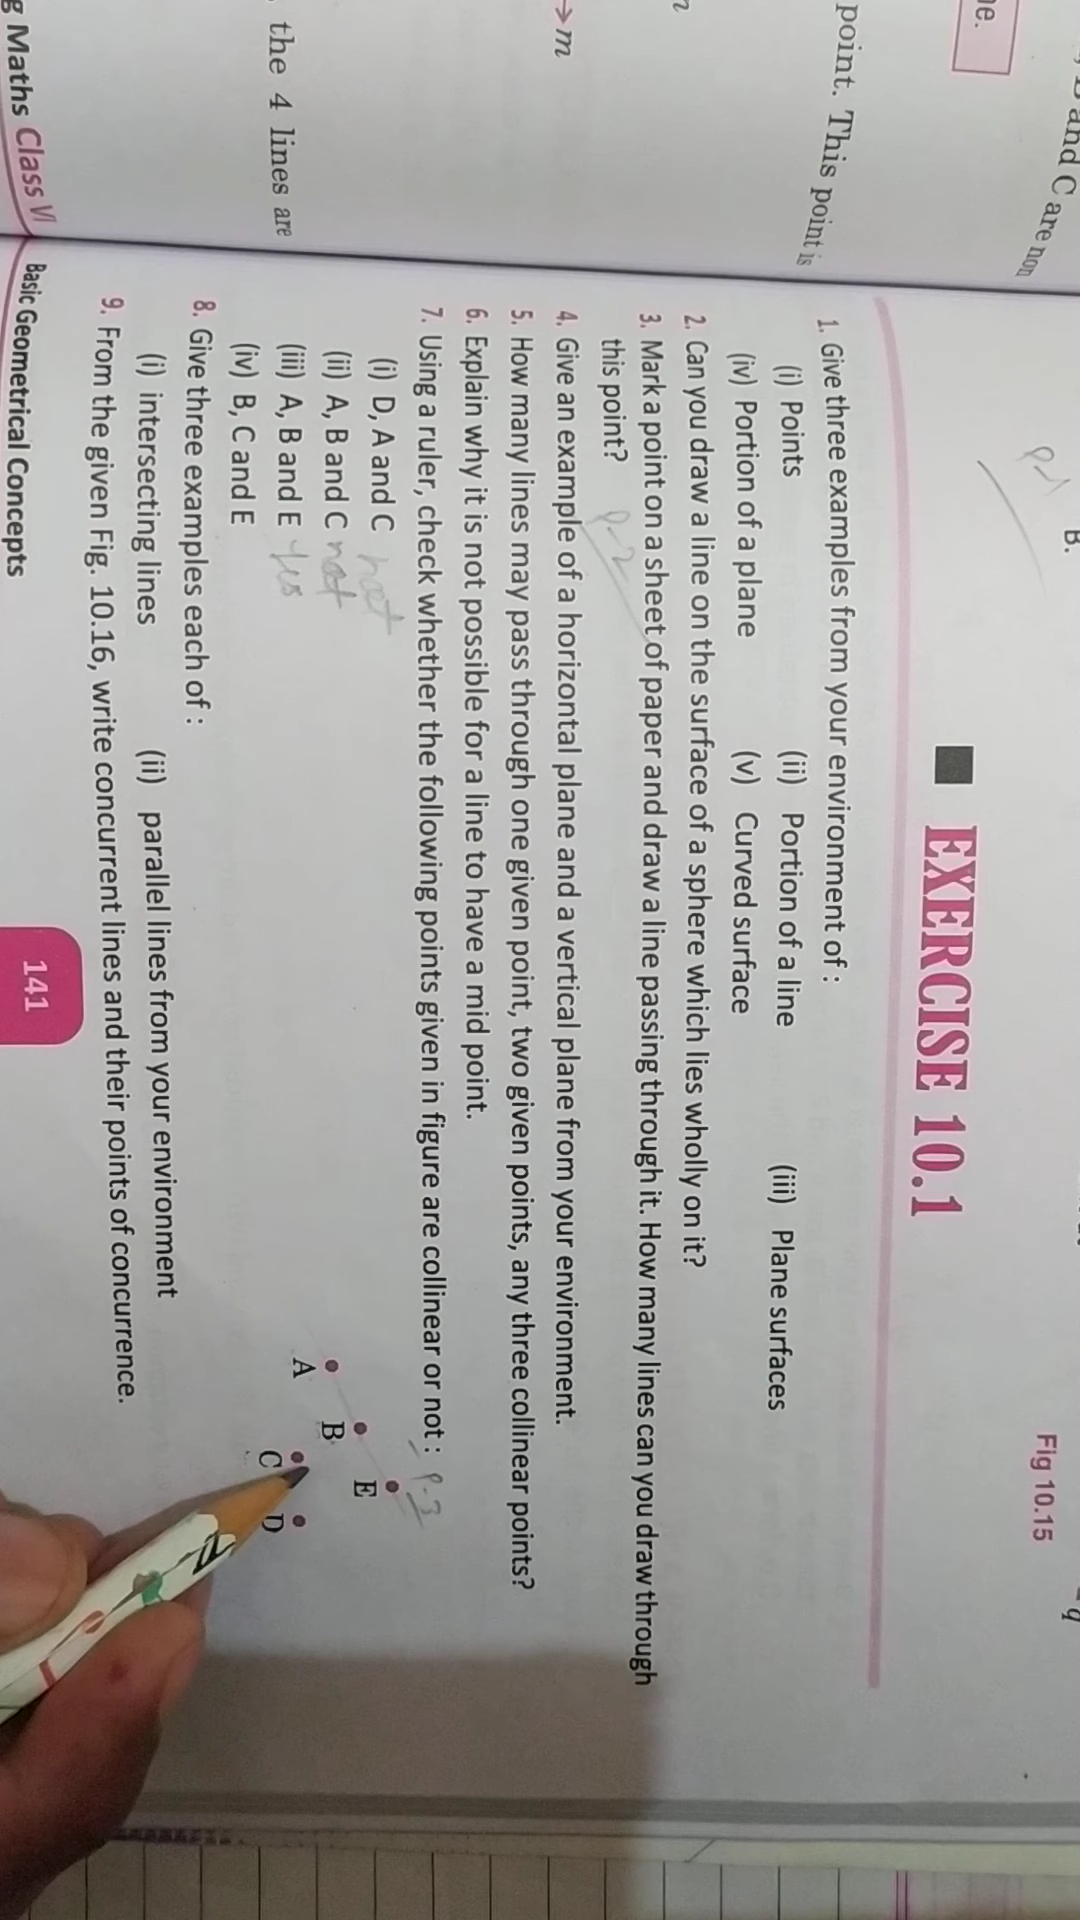 B and C are non
ne.
point. This point is
n
m
the 4 lines are
g Maths Class VI
B.
Fig 10.15
q
EXERCISE 10.1
1. Give three examples from your environment of :
(i) Points (ii) Portion of a line (iii) Plane surfaces
(iv) Portion of a plane (v) Curved surface
2. Can you draw a line on the surface of a sphere which lies wholly on it?
3. Mark a point on a sheet of paper and draw a line passing through it. How many lines can you draw through
this point? P-2
4. Give an example of a horizontal plane and a vertical plane from your environment.
5. How many lines may pass through one given point, two given points, any three collinear points?
6. Explain why it is not possible for a line to have a mid point.
7. Using a ruler, check whether the following points given in figure are collinear or not : P-3
(i) D, A and C not
(ii) A, B and C not
(iii) A, B and E yes
(iv) B, C and E
E
B
A
C D
8. Give three examples each of :
(i) intersecting lines (ii) parallel lines from your environment
9. From the given Fig. 10.16, write concurrent lines and their points of concurrence.
Basic Geometrical Concepts
141